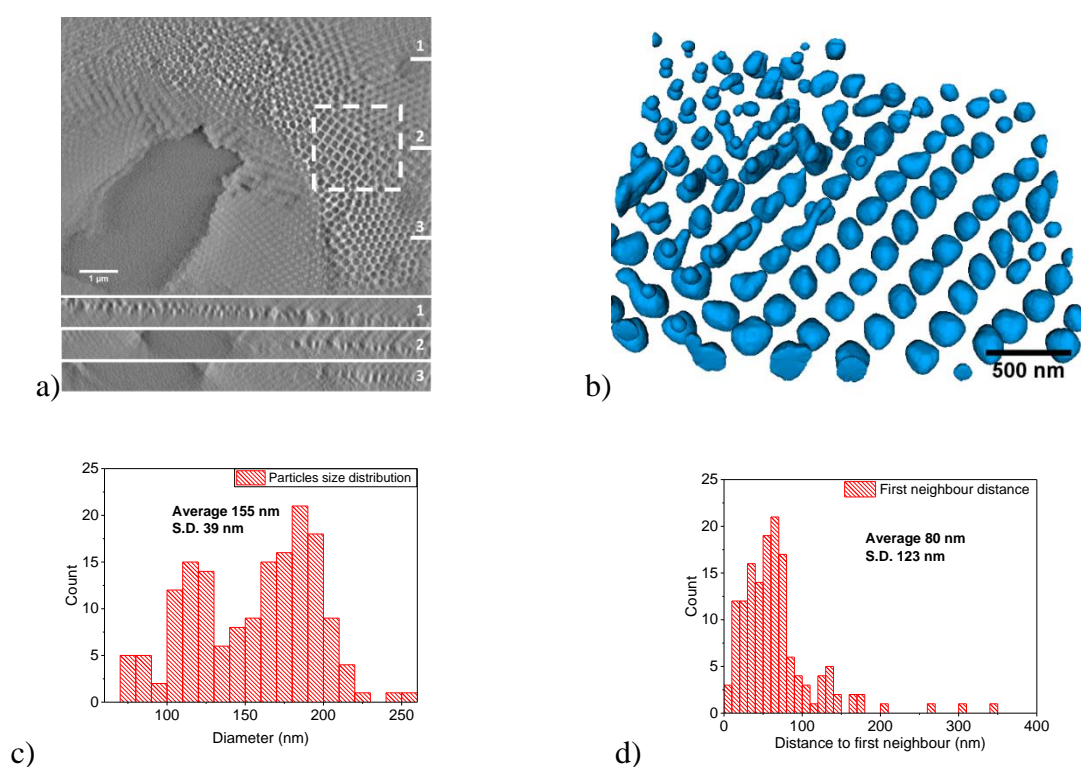 1
2
3
1 µm
1
2
3
a)
500 nm
b)
Particles size distribution
Average 155 nm
S.D. 39 nm
25
20
15
10
5
0
Count
100 150 200 250
Diameter (nm)
c)
First neighbour distance
Average 80 nm
S.D. 123 nm
25
20
15
10
5
0
Count
0 100 200 300 400
Distance to first neighbour (nm)
d)